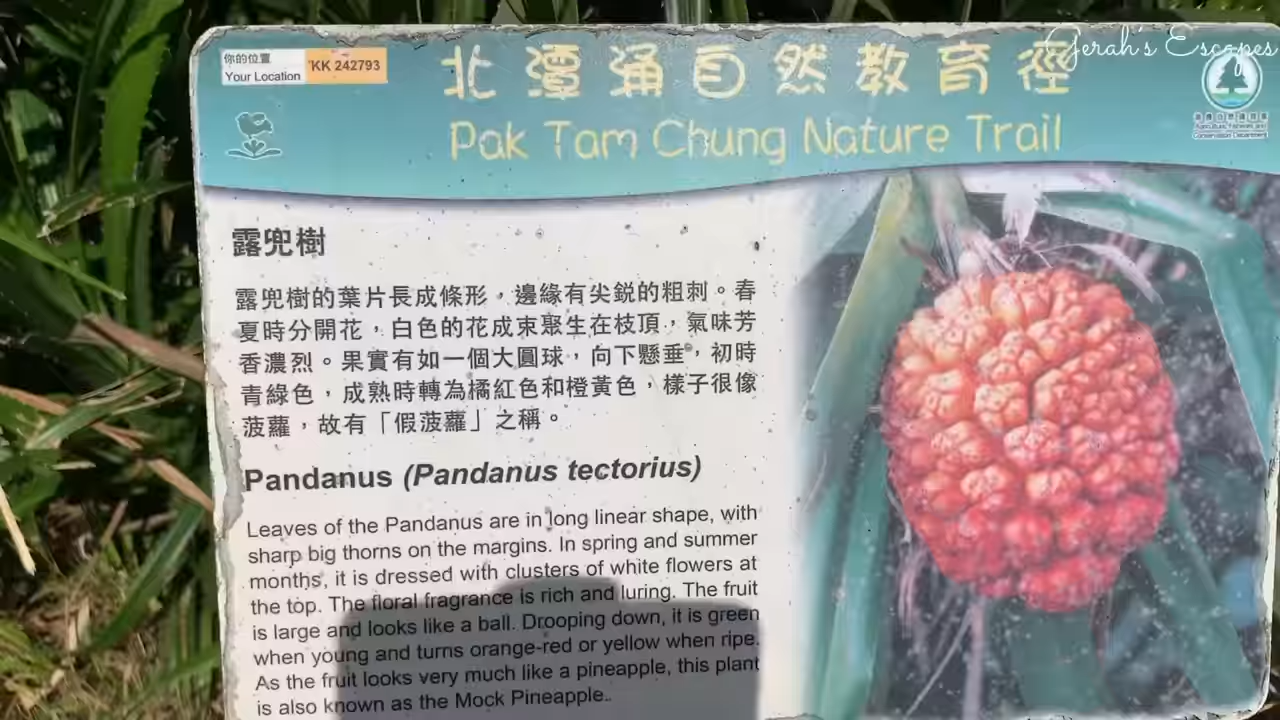 你的位置
Your Location
KK 242793
Gerah's Escapes
北潭涌自然教育徑
Pak Tam Chung Nature Trail
Agriculture, Fisheries and
Conservation Department
露兜樹
露兜樹的葉片長成條形，邊緣有尖銳的粗刺。春
夏時分開花，白色的花成束聚生在枝頂，氣味芳
香濃烈。果實有如一個大圓球，向下懸垂，初時
青綠色，成熟時轉為橘紅色和橙黃色，樣子很像
菠蘿，故有「假菠蘿」之稱。
Pandanus (Pandanus tectorius)
Leaves of the Pandanus are in long linear shape, with
sharp big thorns on the margins. In spring and summer
months, it is dressed with clusters of white flowers at
the top. The floral fragrance is rich and luring. The fruit
is large and looks like a ball. Drooping down, it is green
when young and turns orange-red or yellow when ripe.
As the fruit looks very much like a pineapple, this plant
is also known as the Mock Pineapple.